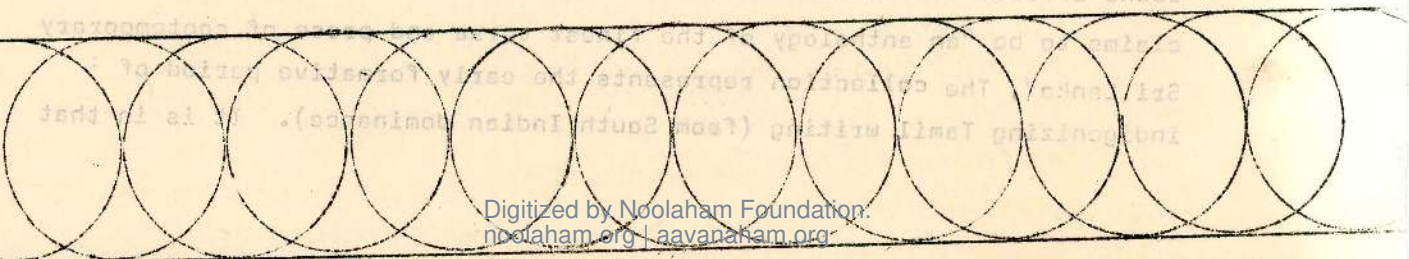 claims to be 'an anthology of the finest verse and prose of contemporary
Sri Lanka'. The collection represents the early formative period of
indigenizing Tamil writing (from South Indian dominance). It is in that
Digitized by Noolaham Foundation.
noolaham.org | aavanaham.org